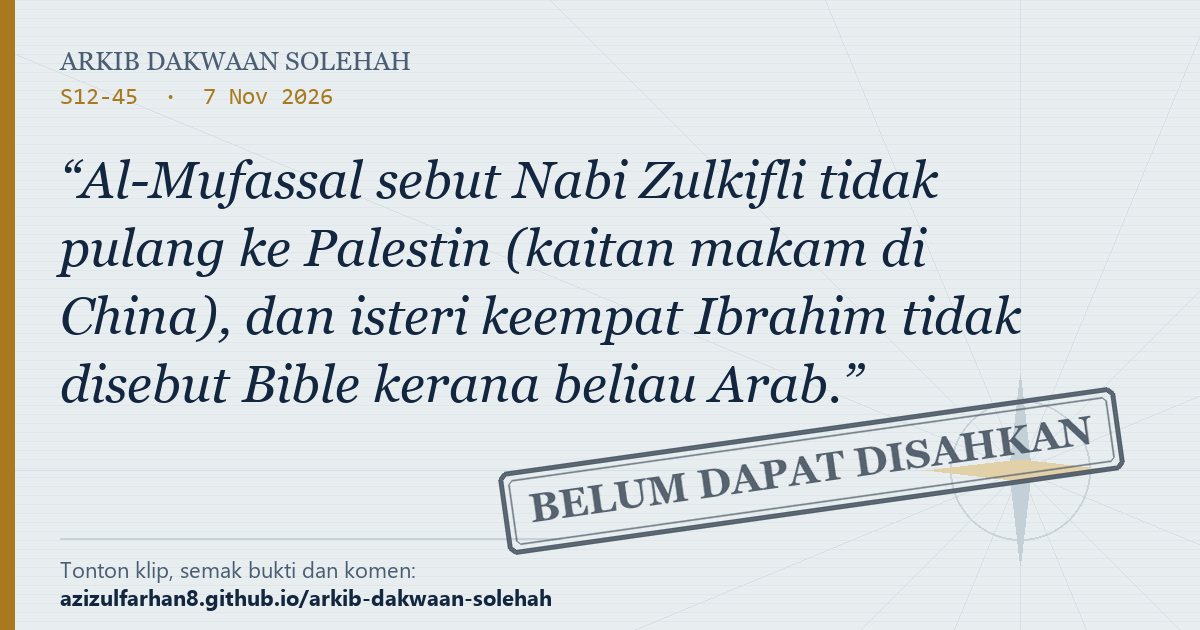 ARKIB DAKWAAN SOLEHAH
S12-45 · 7 Nov 2026
“Al-Mufassal sebut Nabi Zulkifli tidak
pulang ke Palestin (kaitan makam di
China), dan isteri keempat Ibrahim tidak
disebut Bible kerana beliau Arab.”
BELUM DAPAT DISAHKAN
Tonton klip, semak bukti dan komen:
azizulfarhan8.github.io/arkib-dakwaan-solehah